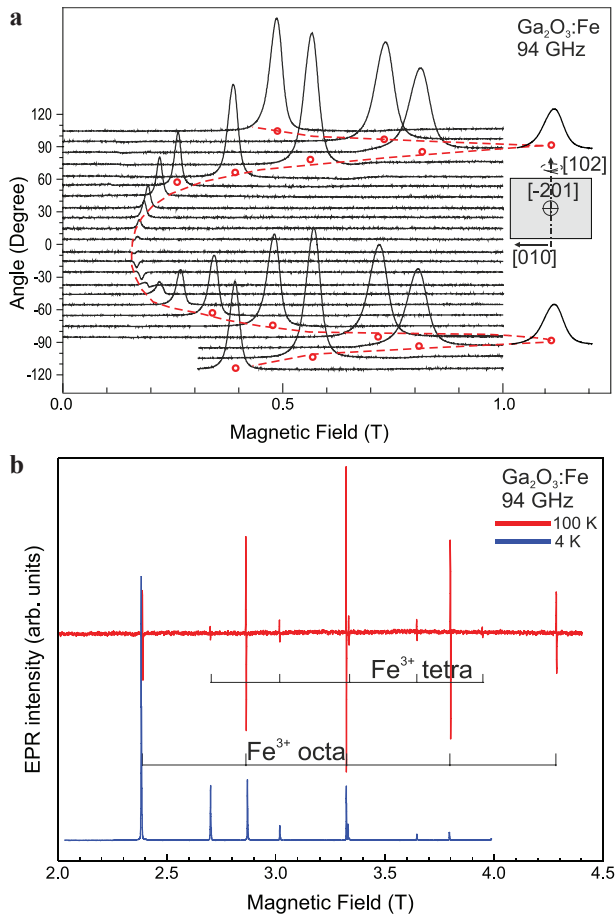 a
Ga₂O₃:Fe
94 GHz
Angle (Degree)
120
90
60
30
0
-30
-60
-90
-120
[102]
[-201]
[010]
0.0 0.5 1.0
Magnetic Field (T)
b
Ga₂O₃:Fe
94 GHz
100 K
4 K
EPR intensity (arb. units)
Fe³⁺ tetra
Fe³⁺ octa
2.0 2.5 3.0 3.5 4.0 4.5
Magnetic Field (T)